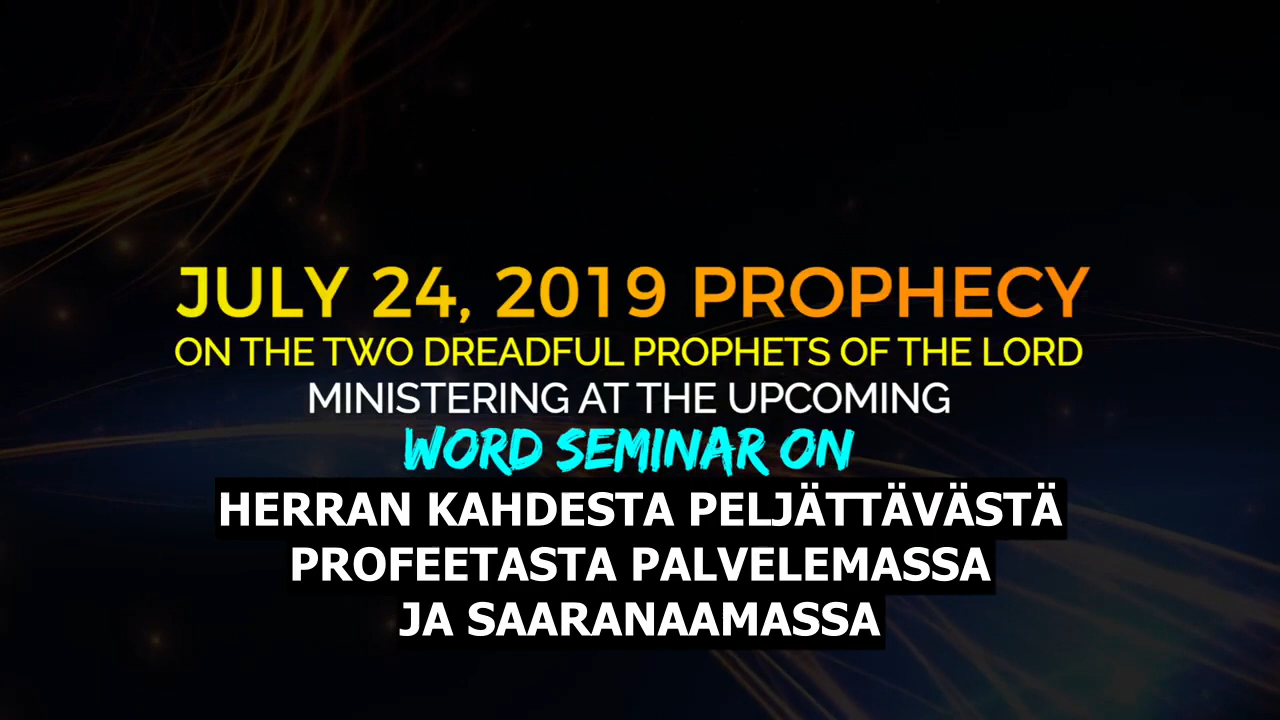 JULY 24, 2019 PROPHECY
ON THE TWO DREADFUL PROPHETS OF THE LORD
MINISTERING AT THE UPCOMING
WORD SEMINAR ON
HERRAN KAHDESTA PELJÄTTÄVÄSTÄ
PROFEETASTA PALVELEMASSA
JA SAARANAAMASSA